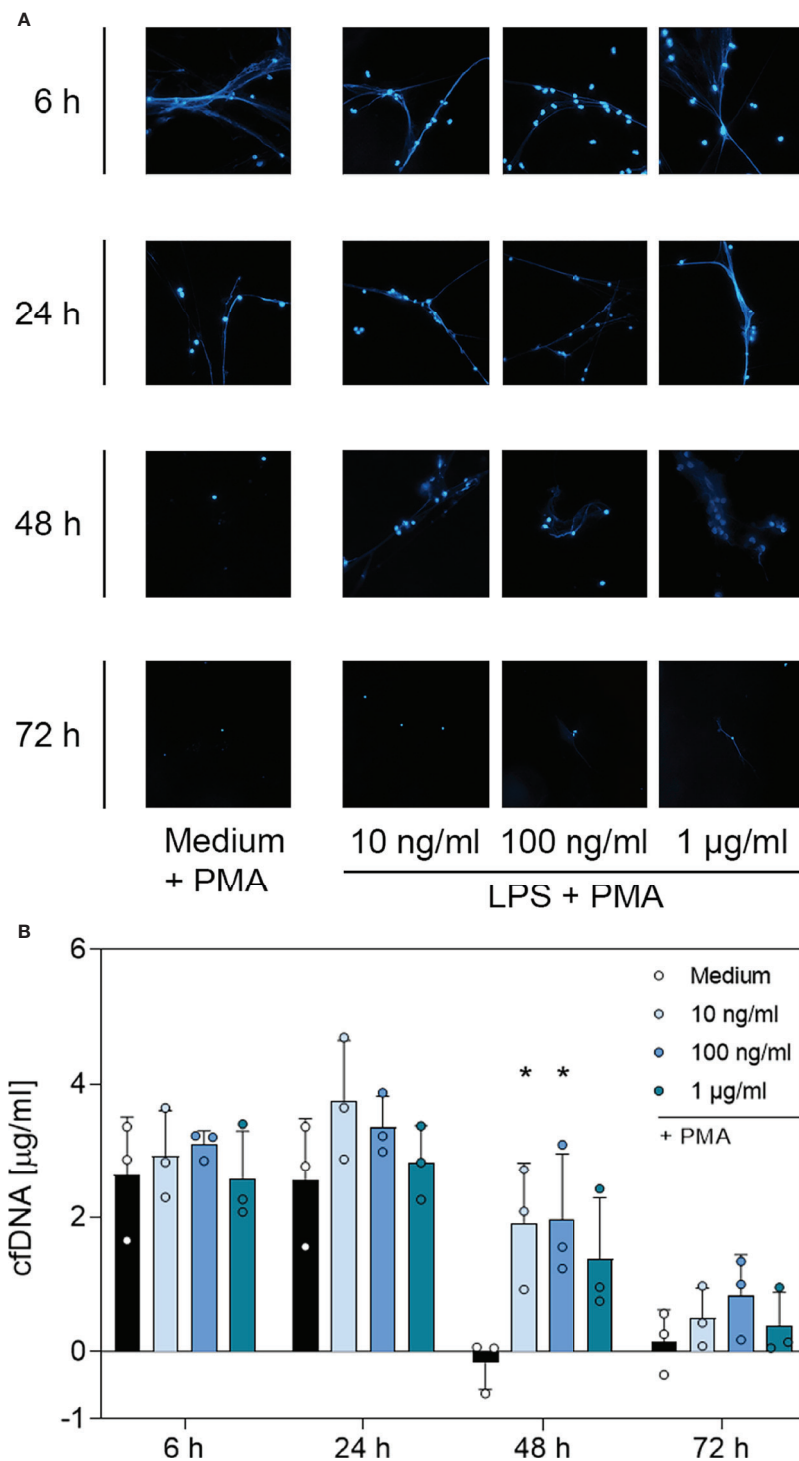 A
6 h
24 h
48 h
72 h
Medium
+ PMA
10 ng/ml 100 ng/ml 1 µg/ml
LPS + PMA
B
6
4
2
0
-1
cfDNA [µg/ml]
Medium
10 ng/ml
100 ng/ml
1 µg/ml
+ PMA
* *
6 h 24 h 48 h 72 h